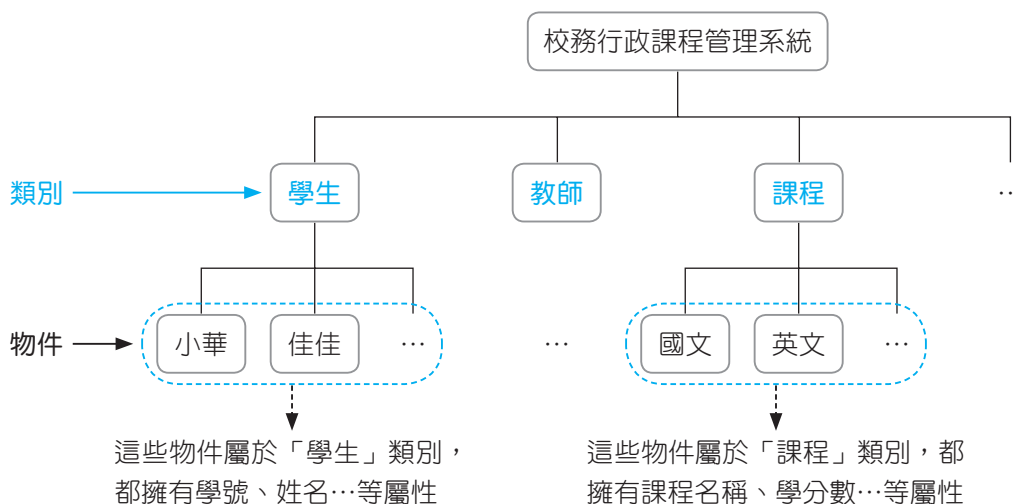 校務行政課程管理系統
類別
學生
教師
課程
…
物件
小華
佳佳
…
…
國文
英文
…
這些物件屬於「學生」類別，
都擁有學號、姓名…等屬性
這些物件屬於「課程」類別，都
擁有課程名稱、學分數…等屬性